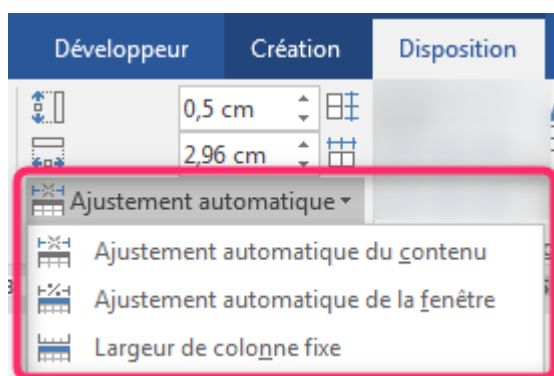 Développeur Création Disposition
0,5 cm
2,96 cm
Ajustement automatique
Ajustement automatique du contenu
Ajustement automatique de la fenêtre
Largeur de colonne fixe